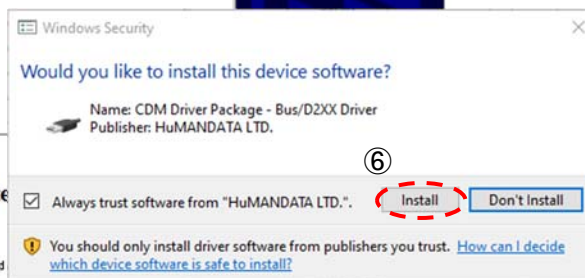 Windows Security
Would you like to install this device software?
Name: CDM Driver Package - Bus/D2XX Driver
Publisher: HuMANDATA LTD.
⑥
Always trust software from "HuMANDATA LTD.".
Install
Don't Install
You should only install driver software from publishers you trust. How can I decide
which device software is safe to install?